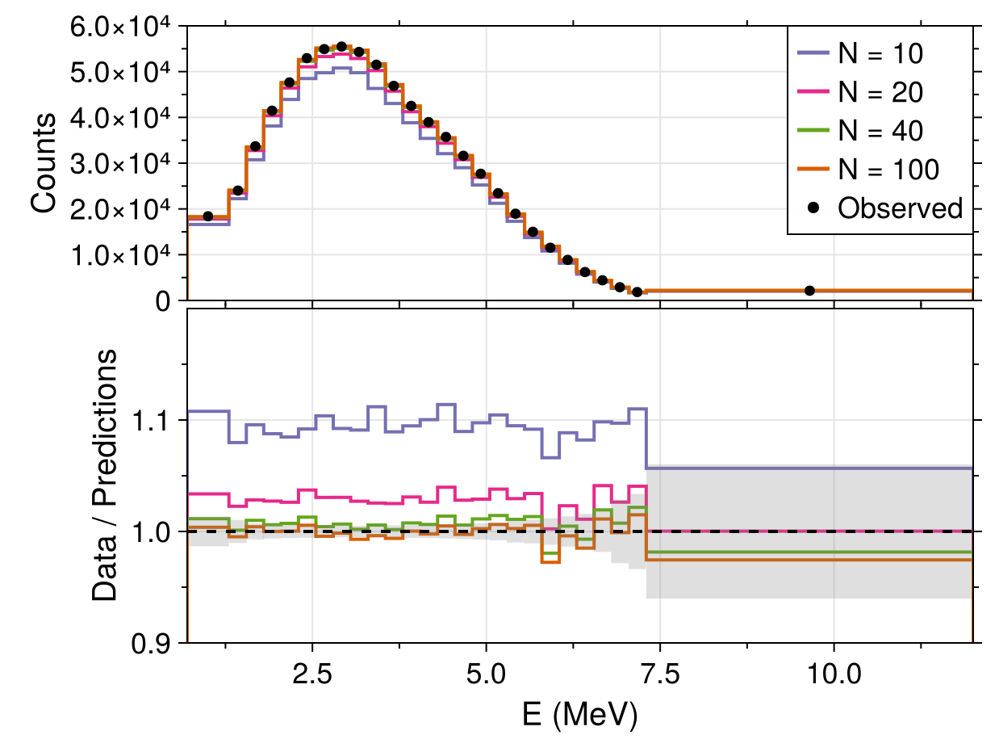 6.0×10⁴
5.0×10⁴
4.0×10⁴
3.0×10⁴
2.0×10⁴
1.0×10⁴
0
Counts
N = 10
N = 20
N = 40
N = 100
Observed
1.1
1.0
0.9
Data / Predictions
2.5 5.0 7.5 10.0
E (MeV)